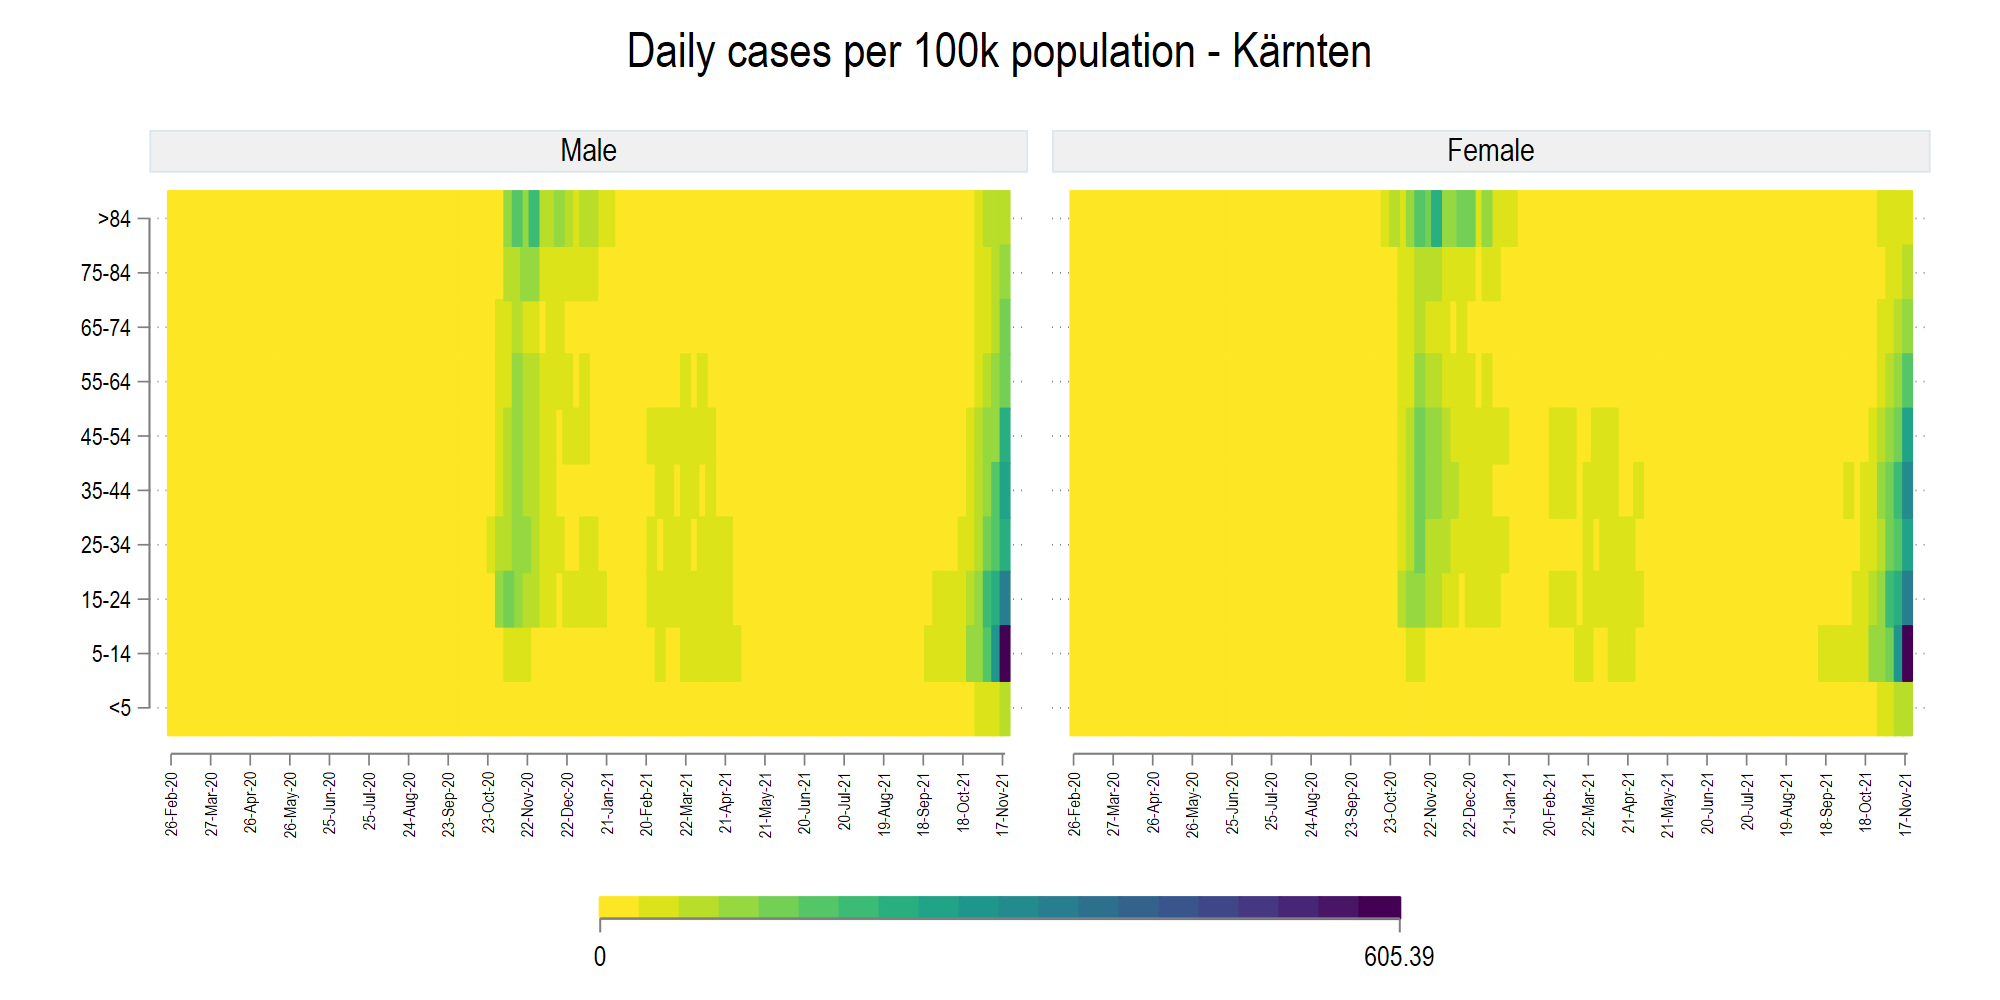 Daily cases per 100k population - Kärnten
Male
Female
>84
75-84
65-74
55-64
45-54
35-44
25-34
15-24
5-14
<5
26-Feb-20
27-Mar-20
26-Apr-20
26-May-20
25-Jun-20
25-Jul-20
24-Aug-20
23-Sep-20
23-Oct-20
22-Nov-20
22-Dec-20
21-Jan-21
20-Feb-21
22-Mar-21
21-Apr-21
21-May-21
20-Jun-21
20-Jul-21
19-Aug-21
18-Sep-21
18-Oct-21
17-Nov-21
26-Feb-20
27-Mar-20
26-Apr-20
26-May-20
25-Jun-20
25-Jul-20
24-Aug-20
23-Sep-20
23-Oct-20
22-Nov-20
22-Dec-20
21-Jan-21
20-Feb-21
22-Mar-21
21-Apr-21
21-May-21
20-Jun-21
20-Jul-21
19-Aug-21
18-Sep-21
18-Oct-21
17-Nov-21
0
605.39